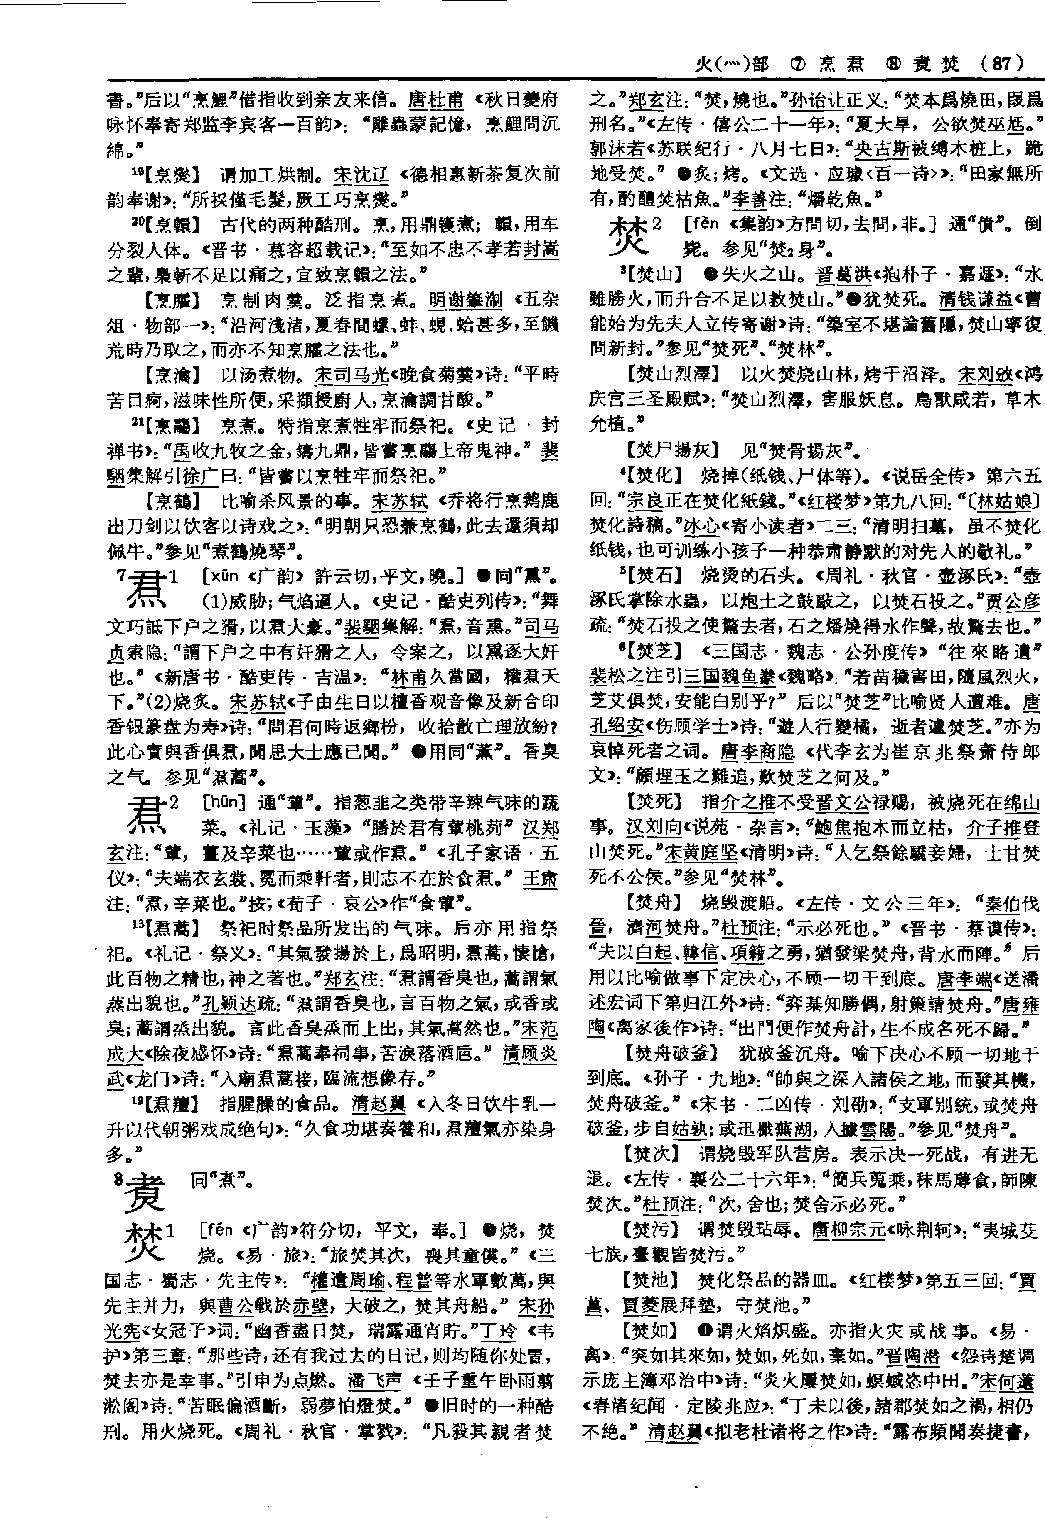 火(灬)部 ⑦烹焄 ⑧煑焚 (87)
書。”后以“烹鲤”借指收到亲友来信。唐杜甫《秋日夔府
咏怀奉寄郑监李宾客一百韵》：“雕蟲蒙記憶，烹鯉問沉
綿。”
¹⁹【烹燹】 谓加工烘制。宋沈辽《德相惠新茶复次前
韵奉谢》：“所投僅毛髮，厥工巧烹燹。”
²⁰【烹轘】 古代的两种酷刑。烹，用鼎镬煮；轘，用车
分裂人体。《晋书·慕容超载记》：“至如不忠不孝若封嵩
之輩，梟斬不足以痛之，宜致烹轘之法。”
【烹臛】 烹制肉羹。泛指烹煮。明谢肇淛《五杂
俎·物部一》：“沿河淺渚，夏春間螺、蚌、蜆、蛤甚多，至饑
荒時乃取之，而亦不知烹臛之法也。”
【烹瀹】 以汤煮物。宋司马光《晚食菊羹》诗：“平時
苦目痾，滋味性所便，采擷授廚人，烹瀹調甘酸。”
²¹【烹鬺】 烹煮。特指烹煮牲牢而祭祀。《史记·封
禅书》：“禹收九牧之金，鑄九鼎，皆嘗烹鬺上帝鬼神。”裴
駰集解引徐广曰：“皆嘗以烹牲牢而祭祀。”
【烹鹤】 比喻杀风景的事。宋苏轼《乔将行烹鹅鹿
出刀剑以饮客以诗戏之》：“明朝只恐兼烹鶴，此去還須却
佩牛。”参见“煮鶴燒琴”。
7焄1 [xūn《广韵》許云切，平文，曉。] ❶同“熏”。
(1)威胁；气焰逼人。《史记·酷吏列传》：“舞
文巧詆下户之猾，以焄大豪。”裴駰集解：“焄，音熏。”司马
贞索隐：“謂下户之中有奸猾之人，令案之，以熏逐大奸
也。”《新唐书·酷吏传·吉温》：“林甫久當國，權焄天
下。”(2)烧炙。宋苏轼《子由生日以檀香观音像及新合印
香银篆盘为寿》诗：“問君何時返鄉枌，收拾散亡理放紛？
此心實與香俱焄，聞思大士應已聞。” ❷用同“薰”。香臭
之气。参见“焄蒿”。
焄2 [hūn] 通“葷”。指葱韭之类带辛辣气味的蔬
菜。《礼记·玉藻》“膳於君有葷桃茢”汉郑
玄注：“葷，薑及辛菜也……葷或作焄。”《孔子家语·五
仪》：“夫端衣玄裳、冕而乘軒者，則志不在於食焄。”王肃
注：“焄，辛菜也。”按：《荀子·哀公》作“食葷”。
¹³【焄蒿】 祭祀时祭品所发出的气味。后亦用指祭
祀。《礼记·祭义》：“其氣發揚於上，爲昭明，焄蒿，悽愴，
此百物之精也，神之著也。”郑玄注：“焄謂香臭也，蒿謂氣
烝出貌也。”孔颖达疏：“焄謂香臭也，言百物之氣，或香或
臭；蒿謂烝出貌。言此香臭烝而上出，其氣蒿然也。”宋范
成大《除夜感怀》诗：“焄蒿奉祠事，苦淚落酒巵。”清顾炎
武《龙门》诗：“入廟焄蒿接，臨流想像存。”
¹⁹【焄羶】 指腥臊的食品。清赵翼《入冬日饮牛乳一
升以代朝粥戏成绝句》：“久食功堪奏養和，焄羶氣亦染身
多。”
8煑 同“煮”。
焚1 [fén《广韵》符分切，平文，奉。] ❶烧，焚
烧。《易·旅》：“旅焚其次，喪其童僕。”《三
国志·蜀志·先主传》：“權遣周瑜、程普等水軍數萬，與
先主并力，與曹公戰於赤壁，大破之，焚其舟船。”宋孙
光宪《女冠子》词：“幽香盡日焚，瑞露通宵貯。”丁玲《韦
护》第三章：“那些诗，还有我过去的日记，则均随你处置，
焚去亦是幸事。”引申为点燃。潘飞声《壬子重午卧雨翦
淞阁》诗：“苦眠偏酒斷，弱夢怕燈焚。” ❷旧时的一种酷
刑。用火烧死。《周礼·秋官·掌戮》：“凡殺其親者焚
之。”郑玄注：“焚，燒也。”孙诒让正义：“焚本爲燒田，叚爲
刑名。”《左传·僖公二十一年》：“夏大旱，公欲焚巫尫。”
郭沫若《苏联纪行·八月七日》：“央古斯被缚木桩上，跪
地受焚。” ❸炙；烤。《文选·应璩〈百一诗〉》：“田家無所
有，酌醴焚枯魚。”李善注：“燔乾魚。”
焚2 [fèn《集韵》方問切，去問，非。] 通“僨”。倒
毙。参见“焚₂身”。
³【焚山】 ❶失火之山。晋葛洪《抱朴子·嘉遯》：“水
雖勝火，而升合不足以救焚山。”❷犹焚死。清钱谦益《曹
能始为先夫人立传寄谢》诗：“築室不堪論舊隱，焚山寧復
問新封。”参见“焚死”、“焚林”。
【焚山烈澤】 以火焚烧山林，烤干沼泽。宋刘攽《鸿
庆宫三圣殿赋》：“焚山烈澤，害服妖息。鳥獸咸若，草木
允植。”
【焚尸揚灰】 见“焚骨揚灰”。
⁴【焚化】 烧掉(纸钱、尸体等)。《说岳全传》第六五
回：“宗良正在焚化紙錢。”《红楼梦》第九八回：“〔林姑娘〕
焚化詩稿。”冰心《寄小读者》二三：“清明扫墓，虽不焚化
纸钱，也可训练小孩子一种恭肃静默的对先人的敬礼。”
⁵【焚石】 烧烫的石头。《周礼·秋官·壶涿氏》：“壺
涿氏掌除水蟲，以炮土之鼓敺之，以焚石投之。”贾公彦
疏：“焚石投之使驚去者，石之燔燒得水作聲，故驚去也。”
⁶【焚芝】 《三国志·魏志·公孙度传》“往來賂遺”
裴松之注引三国魏鱼豢《魏略》：“若苗穢害田，隨風烈火，
芝艾俱焚，安能白别乎？”后以“焚芝”比喻贤人遭难。唐
孔绍安《伤顾学士》诗：“遊人行變橘，逝者遽焚芝。”亦为
哀悼死者之词。唐李商隐《代李玄为崔京兆祭萧侍郎
文》：“顧埋玉之難追，歎焚芝之何及。”
【焚死】 指介之推不受晋文公禄赐，被烧死在绵山
事。汉刘向《说苑·杂言》：“鮑焦抱木而立枯，介子推登
山焚死。”宋黄庭坚《清明》诗：“人乞祭餘驕妾婦，士甘焚
死不公侯。”参见“焚林”。
【焚舟】 烧毁渡船。《左传·文公三年》：“秦伯伐
晉，濟河焚舟。”杜预注：“示必死也。”《晋书·蔡谟传》：
“夫以白起、韓信、項籍之勇，猶發梁焚舟，背水而陣。”后
用以比喻做事下定决心，不顾一切干到底。唐李端《送潘
述宏词下第归江外》诗：“弈棊知勝偶，射策請焚舟。”唐雍
陶《离家後作》诗：“出門便作焚舟計，生不成名死不歸。”
【焚舟破釜】 犹破釜沉舟。喻下决心不顾一切地干
到底。《孙子·九地》：“帥與之深入諸侯之地，而發其機，
焚舟破釜。”《宋书·二凶传·刘劭》：“支軍别統，或焚舟
破釜，步自姑孰；或迅檝蕪湖，入據雲陽。”参见“焚舟”。
【焚次】 谓烧毁军队营房。表示决一死战，有进无
退。《左传·襄公二十六年》：“簡兵蒐乘，秣馬蓐食，師陳
焚次。”杜预注：“次，舍也；焚舍示必死。”
【焚污】 谓焚毁玷辱。唐柳宗元《咏荆轲》：“夷城芟
七族，臺觀皆焚污。”
【焚池】 焚化祭品的器皿。《红楼梦》第五三回：“賈
菖、賈菱展拜墊，守焚池。”
【焚如】 ❶谓火焰炽盛。亦指火灾或战事。《易·
离》：“突如其來如，焚如，死如，棄如。”晋陶潜《怨诗楚调
示庞主簿邓治中》诗：“炎火屢焚如，螟蜮恣中田。”宋何薳
《春渚纪闻·定陵兆应》：“丁未以後，諸郡焚如之禍，相仍
不絶。”清赵翼《拟老杜诸将之作》诗：“露布頻聞奏捷書，